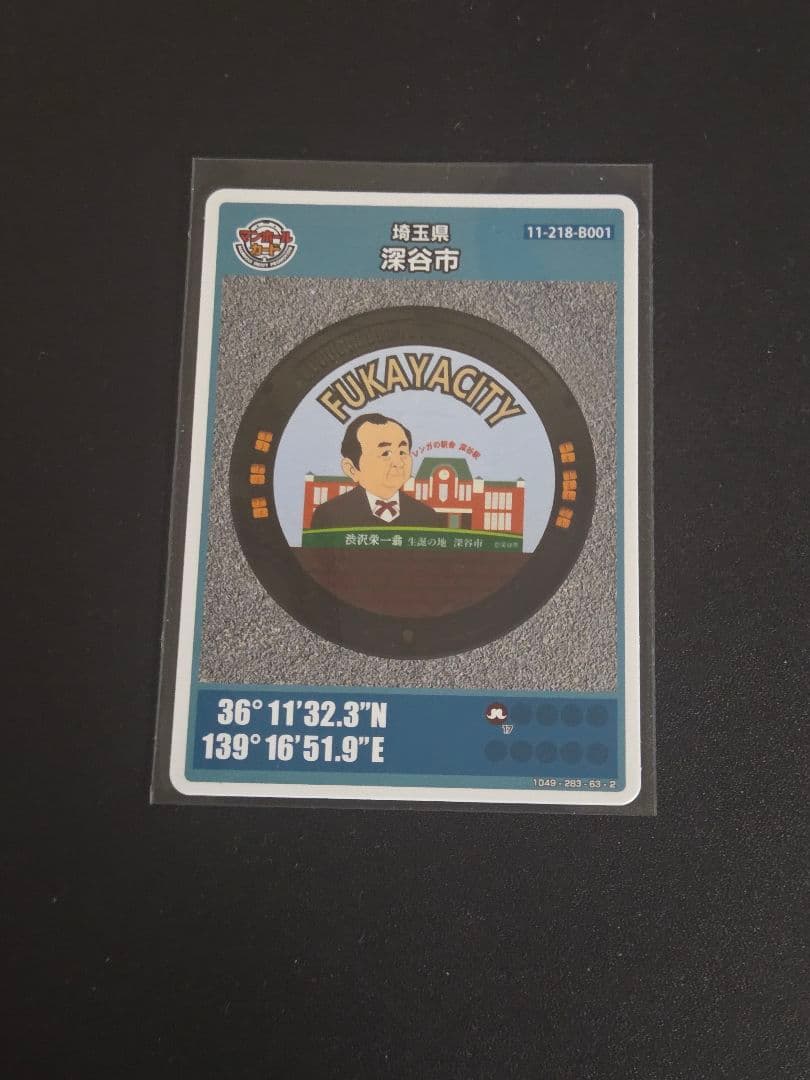 マンホール
カード
埼玉県
深谷市
11-218-B001
FUKAYACITY
レンガの駅舎 深谷駅
渋沢栄一翁 生誕の地 深谷市
36°11'32.3"N
139°16'51.9"E
17
1049-283-63-2